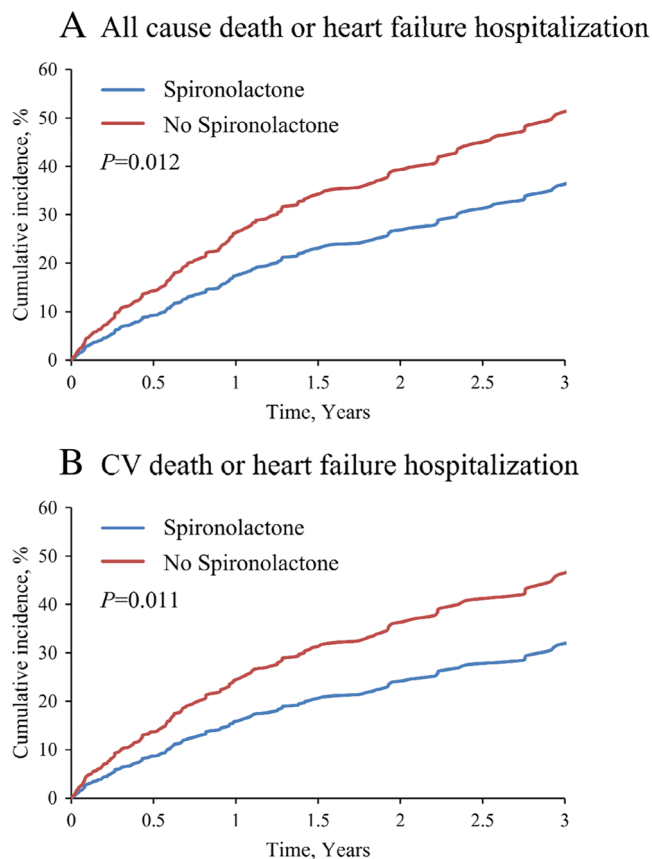 A All cause death or heart failure hospitalization
60
Spironolactone
50
No Spironolactone
P=0.012
40
30
20
10
0
Cumulative incidence, %
0 0.5 1 1.5 2 2.5 3
Time, Years
B CV death or heart failure hospitalization
60
Spironolactone
50
No Spironolactone
P=0.011
40
30
20
10
0
Cumulative incidence, %
0 0.5 1 1.5 2 2.5 3
Time, Years